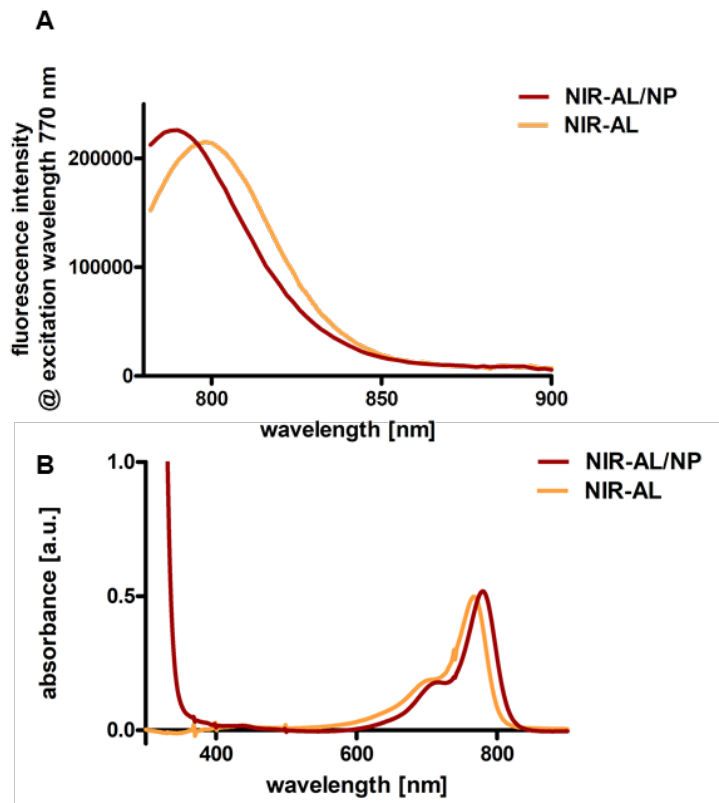 A
fluorescence intensity
@ excitation wavelength 770 nm
200000
100000
0
800
850
900
wavelength [nm]
NIR-AL/NP
NIR-AL
B
absorbance [a.u.]
1.0
0.5
0.0
400
600
800
wavelength [nm]
NIR-AL/NP
NIR-AL